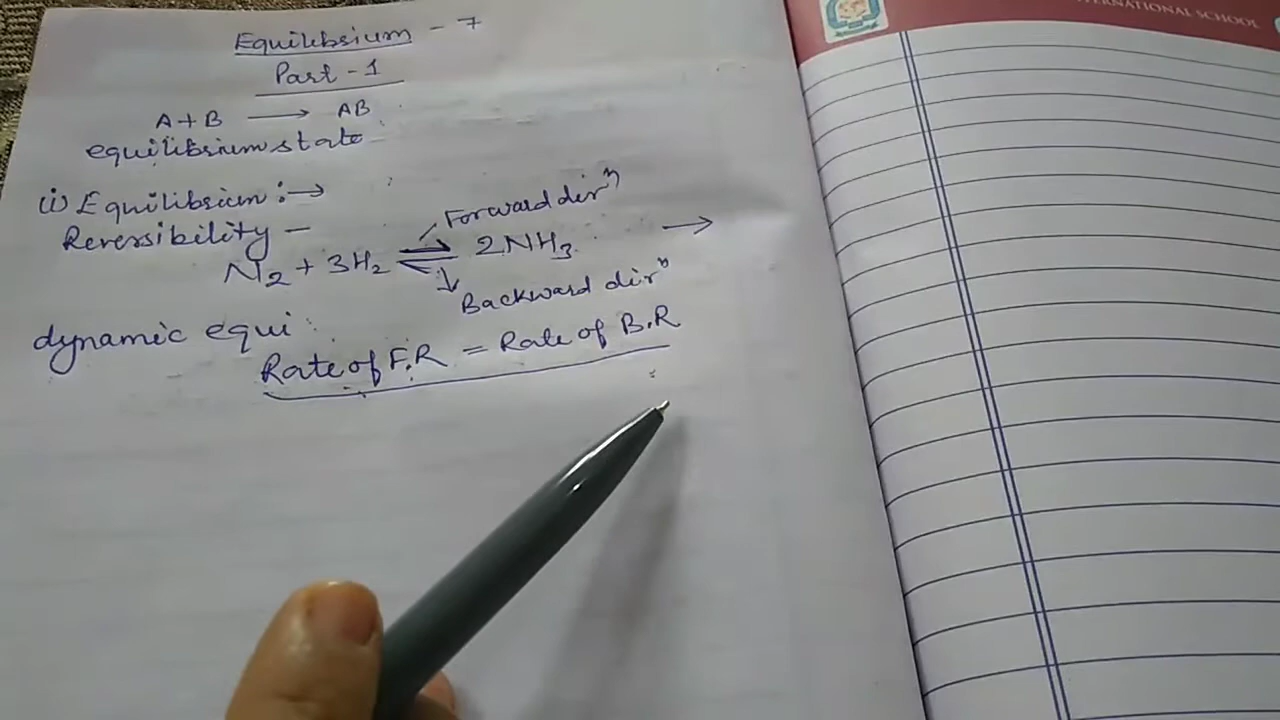 Equilibrium - 7
Part - 1
A + B ⟶ AB
equilibrium state
(i) Equilibrium :→
Reversibility -
Forward dirⁿ
N₂ + 3H₂ ⇌ 2NH₃ ⟶
Backward dirⁿ
dynamic equi :
Rate of F.R = Rate of B.R
INTERNATIONAL SCHOOL